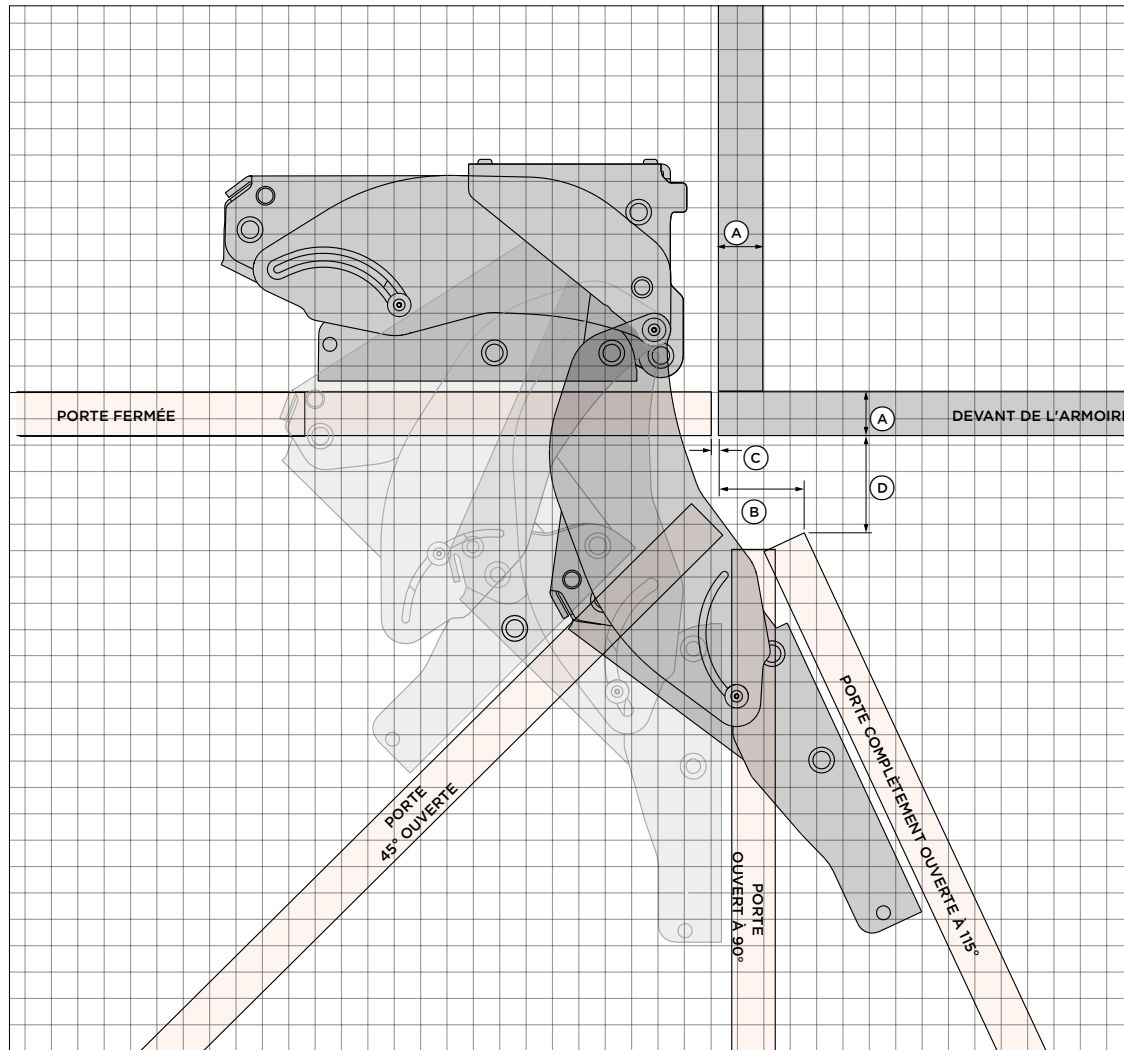 A
PORTE FERMÉE
DEVANT DE L'ARMOIRE
A
C
D
B
PORTE
45° OUVERTE
PORTE
OUVERT À 90°
PORTE COMPLÈTEMENT OUVERTE À 115°